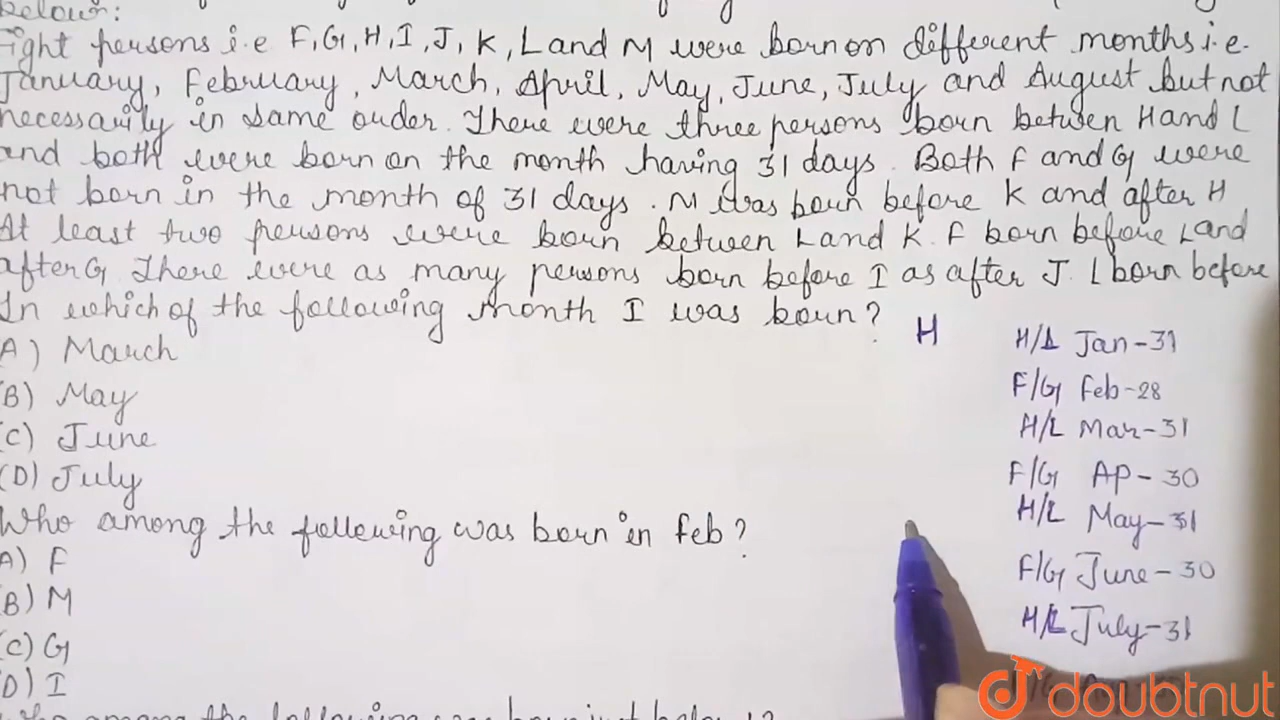 Below:
Eight persons i.e F, G, H, I, J, K, L and M were born on different months i.e.
January, February, March, April, May, June, July and August but not
necessarily in same order. There were three persons born between H and L
and both were born on the month having 31 days. Both F and G were
not born in the month of 31 days. M was born before K and after H
At least two persons were born between L and K. F born before L and
after G. There were as many persons born before I as after J. L born before
In which of the following month I was born?
A) March
(B) May
(C) June
(D) July
Who among the following was born in Feb?
A) F
(B) M
(C) G
(D) I
H
H/L Jan-31
F/G Feb-28
H/L Mar-31
F/G AP-30
H/L May-31
F/G June-30
H/L July-31
doubtnut